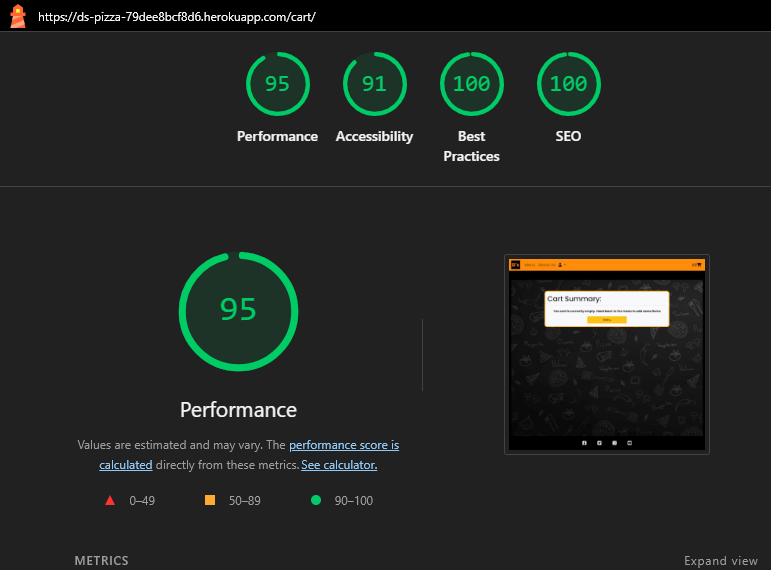 https://ds-pizza-79dee8bcf8d6.herokuapp.com/cart/
95
91
100
100
Performance
Accessibility
Best
Practices
SEO
95
Performance
Values are estimated and may vary. The performance score is
calculated directly from these metrics. See calculator.
0–49
50–89
90–100
Cart Summary:
METRICS
Expand view